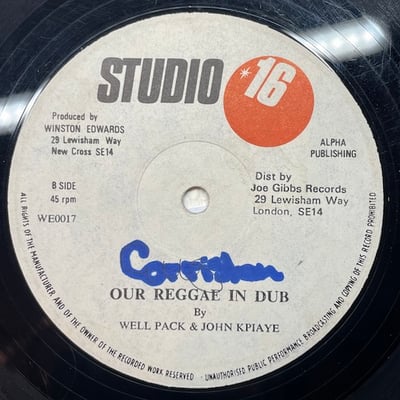 STUDIO 16
Produced by
WINSTON EDWARDS
29 Lewisham Way
New Cross SE14
ALPHA
PUBLISHING
B SIDE
45 rpm
WE0017
Dist by
Joe Gibbs Records
29 Lewisham Way
London, SE14
OUR REGGAE IN DUB
By
WELL PACK & JOHN KPIAYE
ALL RIGHTS OF THE MANUFACTURER AND OF THE OWNER OF THE RECORDED WORK RESERVED - UNAUTHORISED PUBLIC PERFORMANCE BROADCASTING AND COPYING OF THIS RECORD PROHIBITED